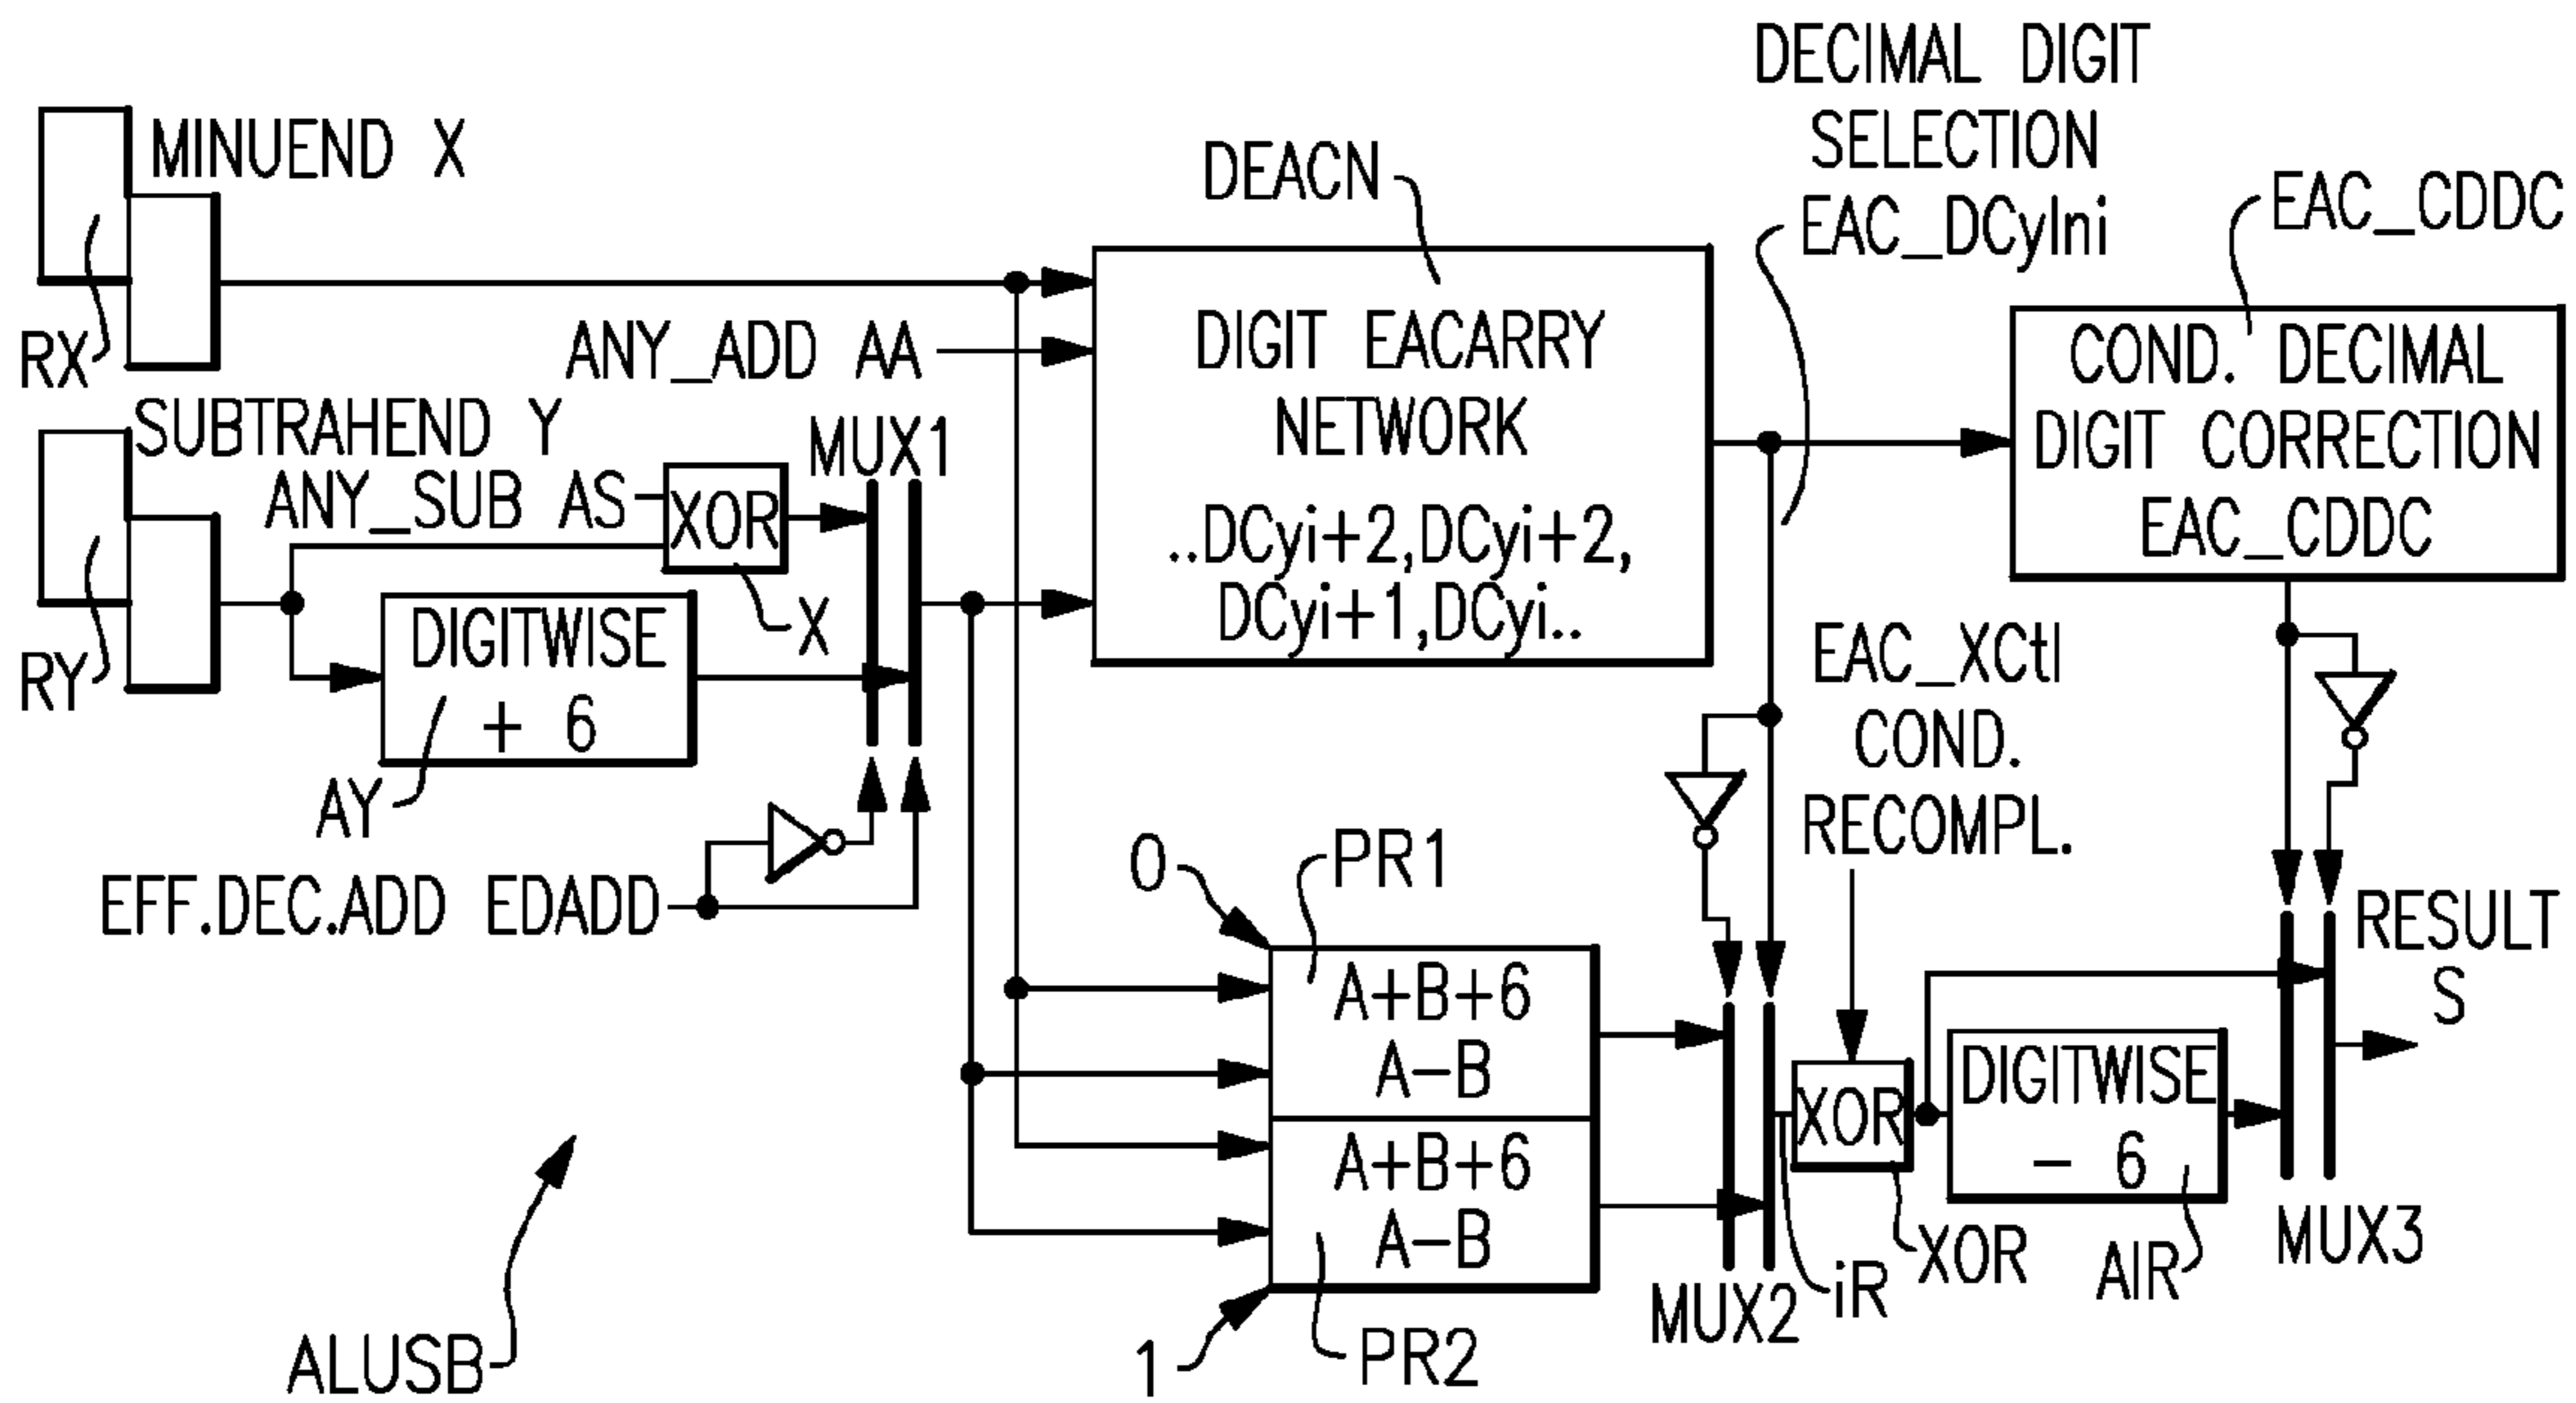 MINUEND X
RX
SUBTRAHEND Y
ANY_SUB AS
XOR
X
RY
DIGITWISE
+ 6
AY
EFF.DEC.ADD EDADD
MUX1
ANY_ADD AA
DEACN
DIGIT EACARRY
NETWORK
..DCyi+2,DCyi+2,
DCyi+1,DCyi..
DECIMAL DIGIT
SELECTION
EAC_DCyIni
EAC_CDDC
COND. DECIMAL
DIGIT CORRECTION
EAC_CDDC
EAC_XCtl
COND.
RECOMPL.
0
PR1
A+B+6
A-B
A+B+6
A-B
1
PR2
MUX2
iR
XOR
XOR
DIGITWISE
- 6
AIR
MUX3
RESULT
S
ALUSB